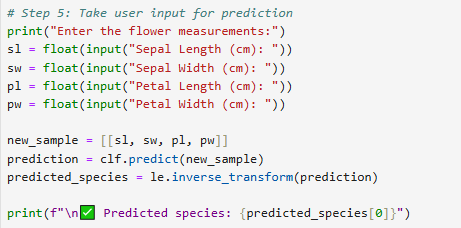 # Step 5: Take user input for prediction
print("Enter the flower measurements:")
sl = float(input("Sepal Length (cm): "))
sw = float(input("Sepal Width (cm): "))
pl = float(input("Petal Length (cm): "))
pw = float(input("Petal Width (cm): "))
new_sample = [[sl, sw, pl, pw]]
prediction = clf.predict(new_sample)
predicted_species = le.inverse_transform(prediction)
print(f"\n✅ Predicted species: {predicted_species[0]}")